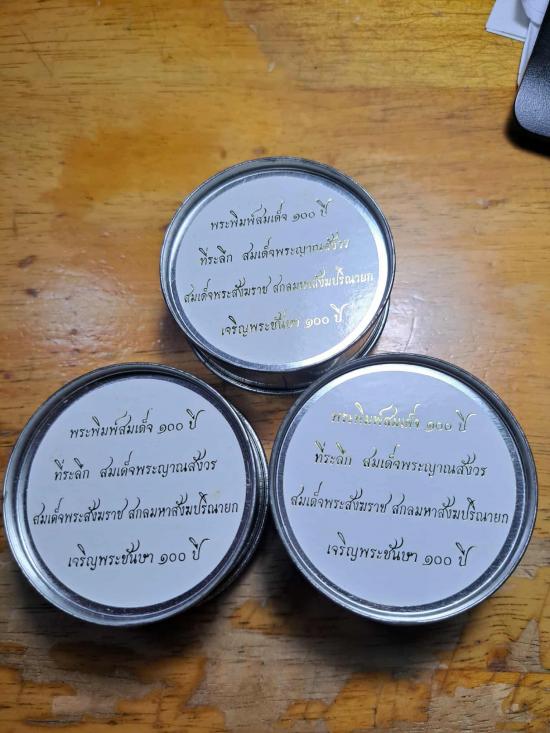 พระพิมพ์สมเด็จ ๑๐๐ ปี
ที่ระลึก สมเด็จพระญาณสังวร
สมเด็จพระสังฆราช สกลมหาสังฆปริณายก
เจริญพระชันษา ๑๐๐ ปี
พระพิมพ์สมเด็จ ๑๐๐ ปี
ที่ระลึก สมเด็จพระญาณสังวร
สมเด็จพระสังฆราช สกลมหาสังฆปริณายก
เจริญพระชันษา ๑๐๐ ปี
พระพิมพ์สมเด็จ ๑๐๐ ปี
ที่ระลึก สมเด็จพระญาณสังวร
สมเด็จพระสังฆราช สกลมหาสังฆปริณายก
เจริญพระชันษา ๑๐๐ ปี